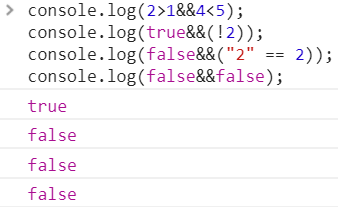 > console.log(2>1&&4<5);
console.log(true&&(!2));
console.log(false&&("2" == 2));
console.log(false&&false);
true
false
false
false